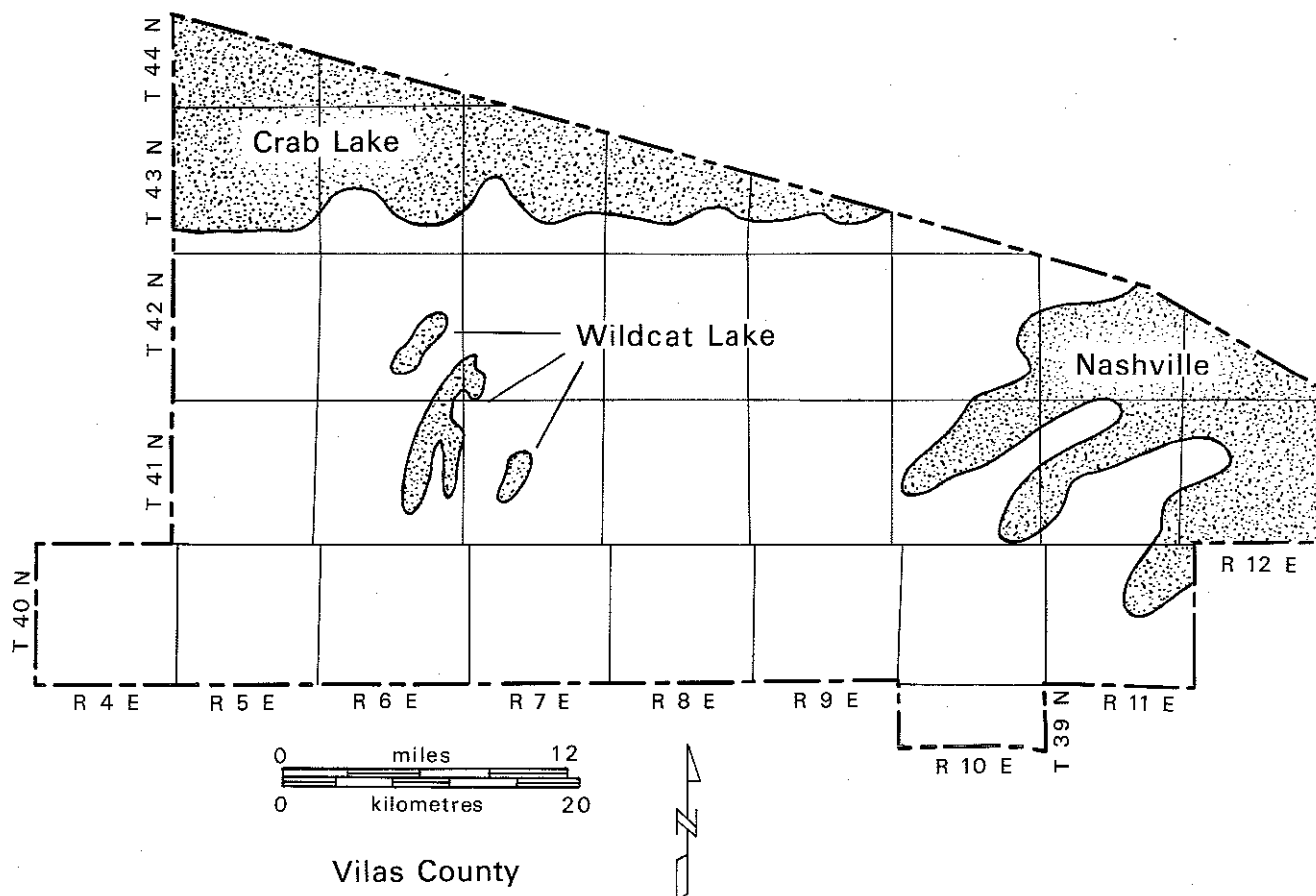 T 44 N
T 43 N
T 42 N
T 41 N
T 40 N
Crab Lake
Wildcat Lake
Nashville
R 12 E
R 4 E
R 5 E
R 6 E
R 7 E
R 8 E
R 9 E
R 11 E
T 39 N
R 10 E
0 miles 12
0 kilometres 20
N
Vilas County